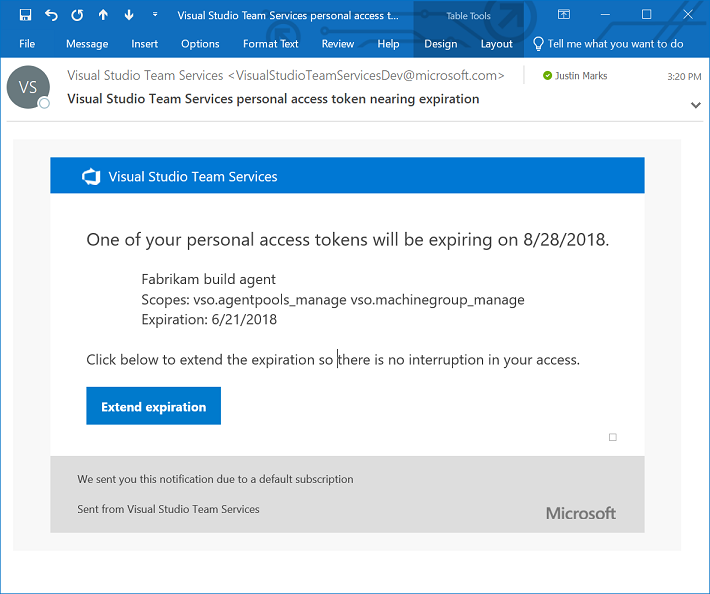 Visual Studio Team Services personal access t...
Table Tools
File Message Insert Options Format Text Review Help Design Layout Tell me what you want to do
VS
Visual Studio Team Services <VisualStudioTeamServicesDev@microsoft.com>
Justin Marks
3:20 PM
Visual Studio Team Services personal access token nearing expiration
Visual Studio Team Services
One of your personal access tokens will be expiring on 8/28/2018.
Fabrikam build agent
Scopes: vso.agentpools_manage vso.machinegroup_manage
Expiration: 6/21/2018
Click below to extend the expiration so there is no interruption in your access.
Extend expiration
We sent you this notification due to a default subscription
Sent from Visual Studio Team Services
Microsoft